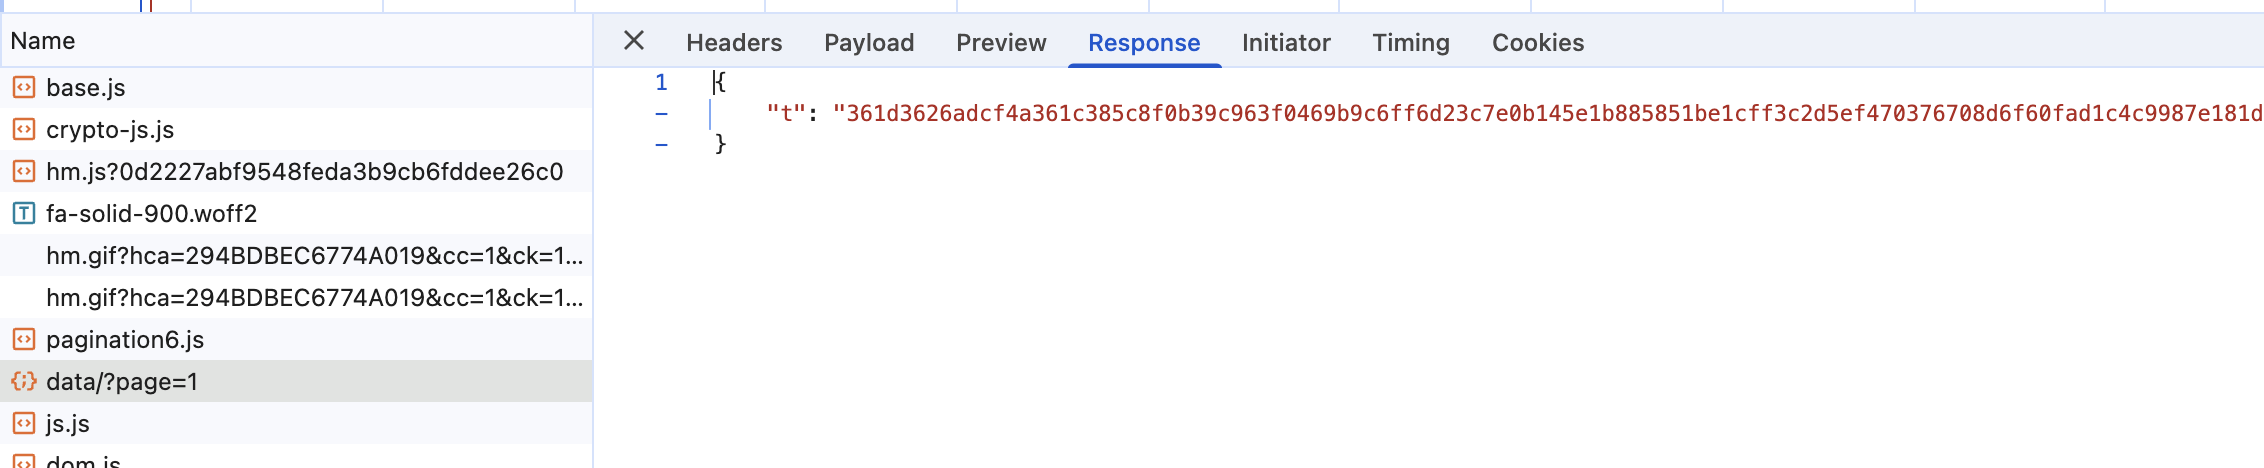 Name
base.js
crypto-js.js
hm.js?0d2227abf9548feda3b9cb6fddee26c0
fa-solid-900.woff2
hm.gif?hca=294BDBEC6774A019&cc=1&ck=1...
hm.gif?hca=294BDBEC6774A019&cc=1&ck=1...
pagination6.js
data/?page=1
js.js
dom.js
Headers Payload Preview Response Initiator Timing Cookies
1 {
- "t": "361d3626adcf4a361c385c8f0b39c963f0469b9c6ff6d23c7e0b145e1b885851be1cff3c2d5ef470376708d6f60fad1c4c9987e181d
- }